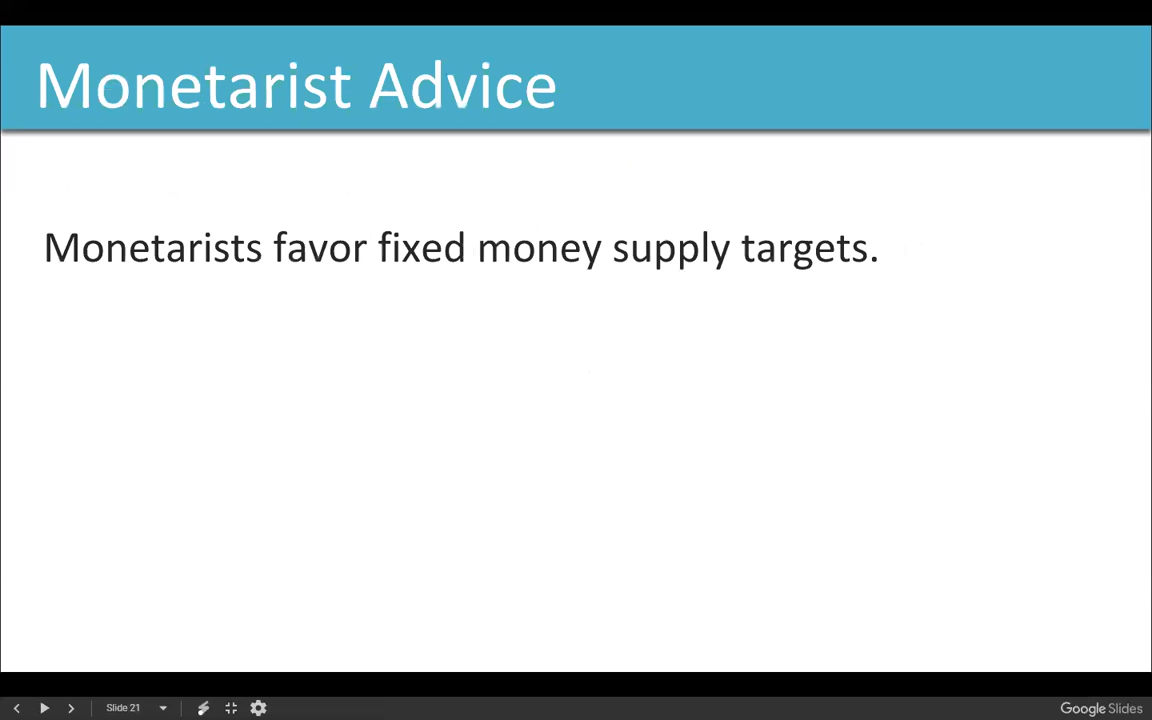 Monetarist Advice
Monetarists favor fixed money supply targets.
Slide 21
Google Slides